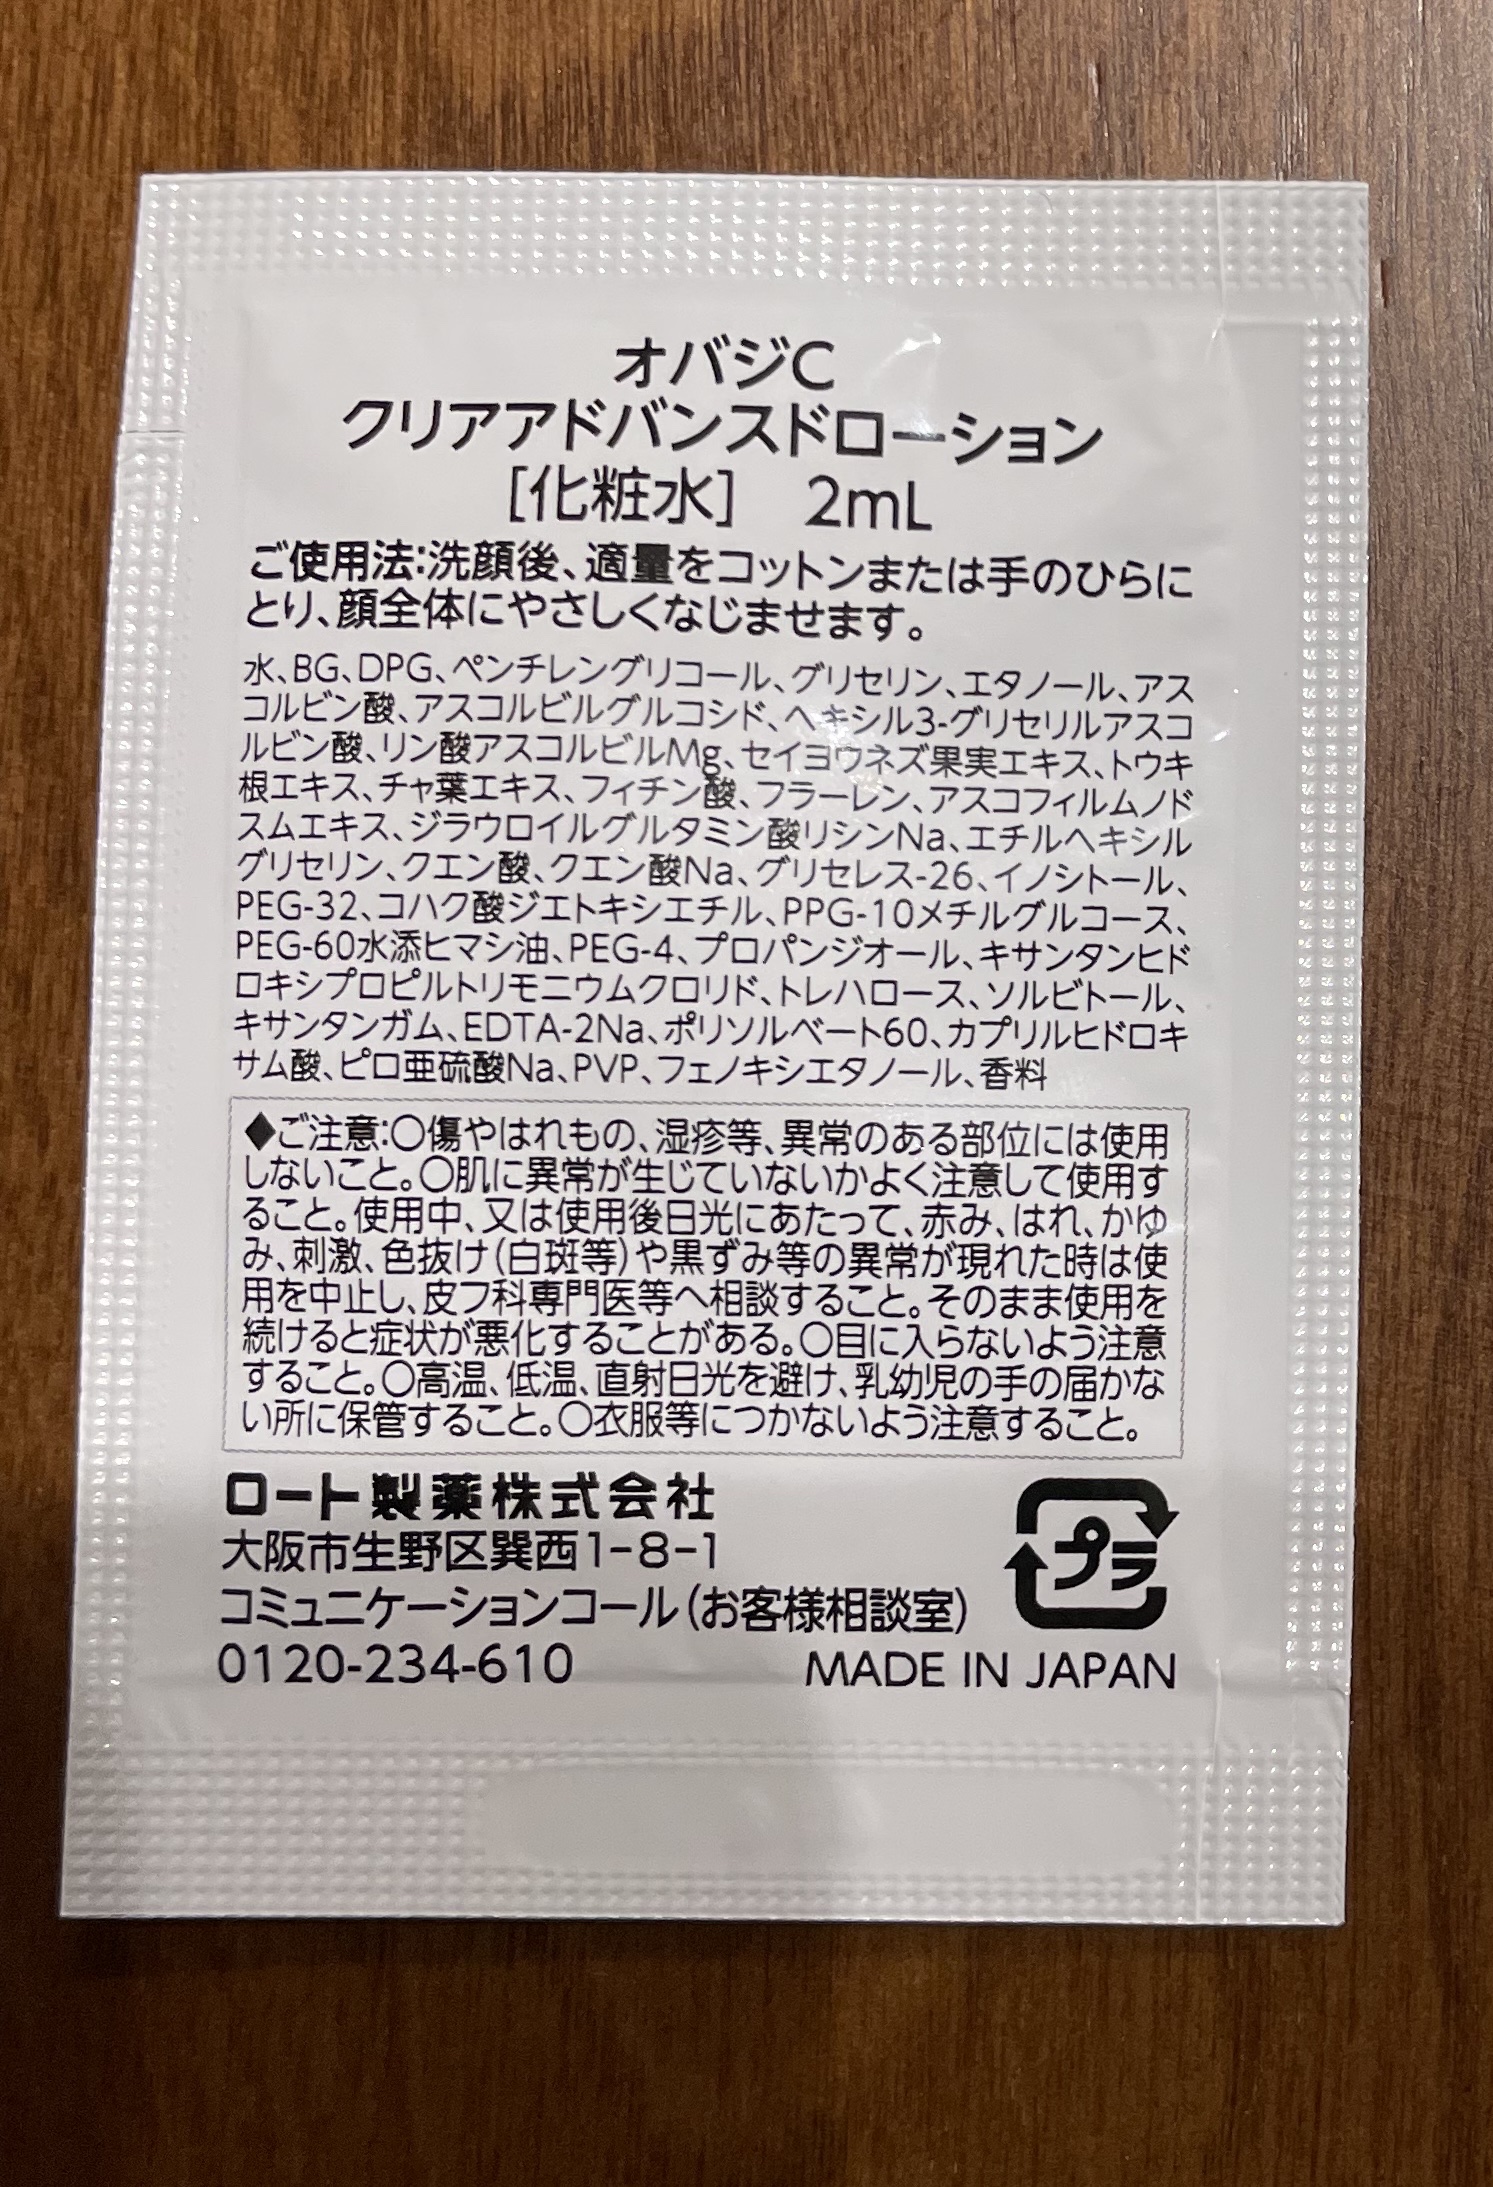 オバジC
クリアアドバンスドローション
[化粧水]　2mL
ご使用法:洗顔後、適量をコットンまたは手のひらに
とり、顔全体にやさしくなじませます。
水、BG、DPG、ペンチレングリコール、グリセリン、エタノール、アス
コルビン酸、アスコルビルグルコシド、ヘキシル3-グリセリルアスコ
ルビン酸、リン酸アスコルビルMg、セイヨウネズ果実エキス、トウキ
根エキス、チャ葉エキス、フィチン酸、フラーレン、アスコフィルムノド
スムエキス、ジラウロイルグルタミン酸リシンNa、エチルヘキシル
グリセリン、クエン酸、クエン酸Na、グリセレス-26、イノシトール、
PEG-32、コハク酸ジエトキシエチル、PPG-10メチルグルコース、
PEG-60水添ヒマシ油、PEG-4、プロパンジオール、キサンタンヒド
ロキシプロピルトリモニウムクロリド、トレハロース、ソルビトール、
キサンタンガム、EDTA-2Na、ポリソルベート60、カプリルヒドロキ
サム酸、ピロ亜硫酸Na、PVP、フェノキシエタノール、香料
◆ご注意:○傷やはれもの、湿疹等、異常のある部位には使用
しないこと。○肌に異常が生じていないかよく注意して使用す
ること。使用中、又は使用後日光にあたって、赤み、はれ、かゆ
み、刺激、色抜け(白斑等)や黒ずみ等の異常が現れた時は使
用を中止し、皮フ科専門医等へ相談すること。そのまま使用を
続けると症状が悪化することがある。○目に入らないよう注意
すること。○高温、低温、直射日光を避け、乳幼児の手の届かな
い所に保管すること。○衣服等につかないよう注意すること。
ロート製薬株式会社
大阪市生野区巽西1-8-1
コミュニケーションコール(お客様相談室)
0120-234-610
プラ
MADE IN JAPAN